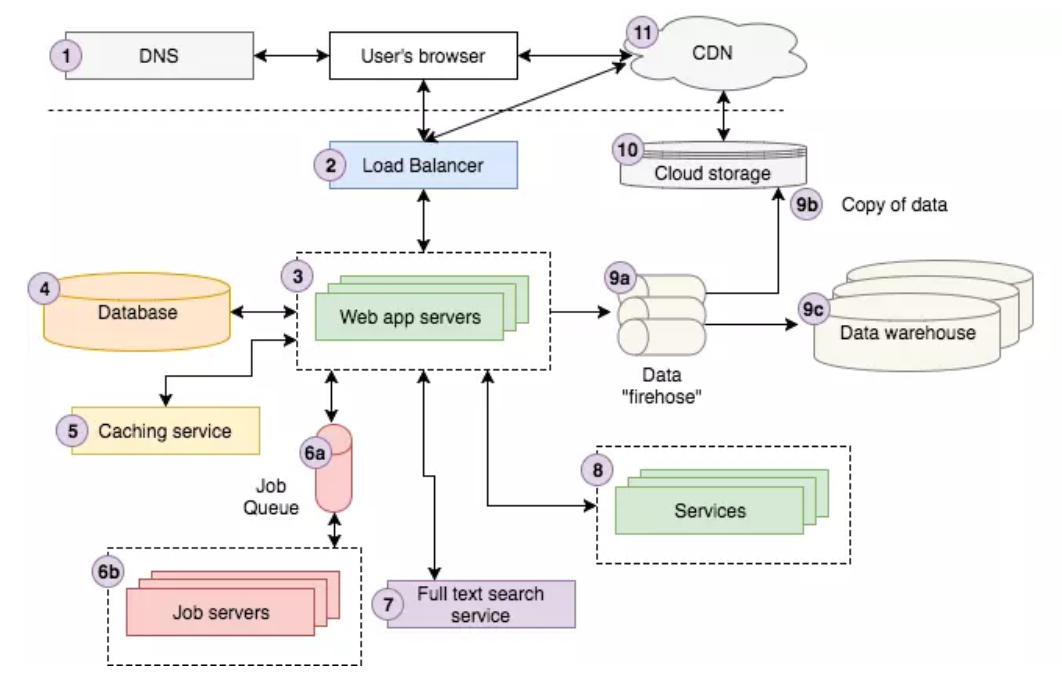 1
DNS
User's browser
11
CDN
2
Load Balancer
10
Cloud storage
9b
Copy of data
3
Web app servers
4
Database
9a
Data
"firehose"
9c
Data warehouse
5
Caching service
6a
Job
Queue
8
Services
6b
Job servers
7
Full text search
service